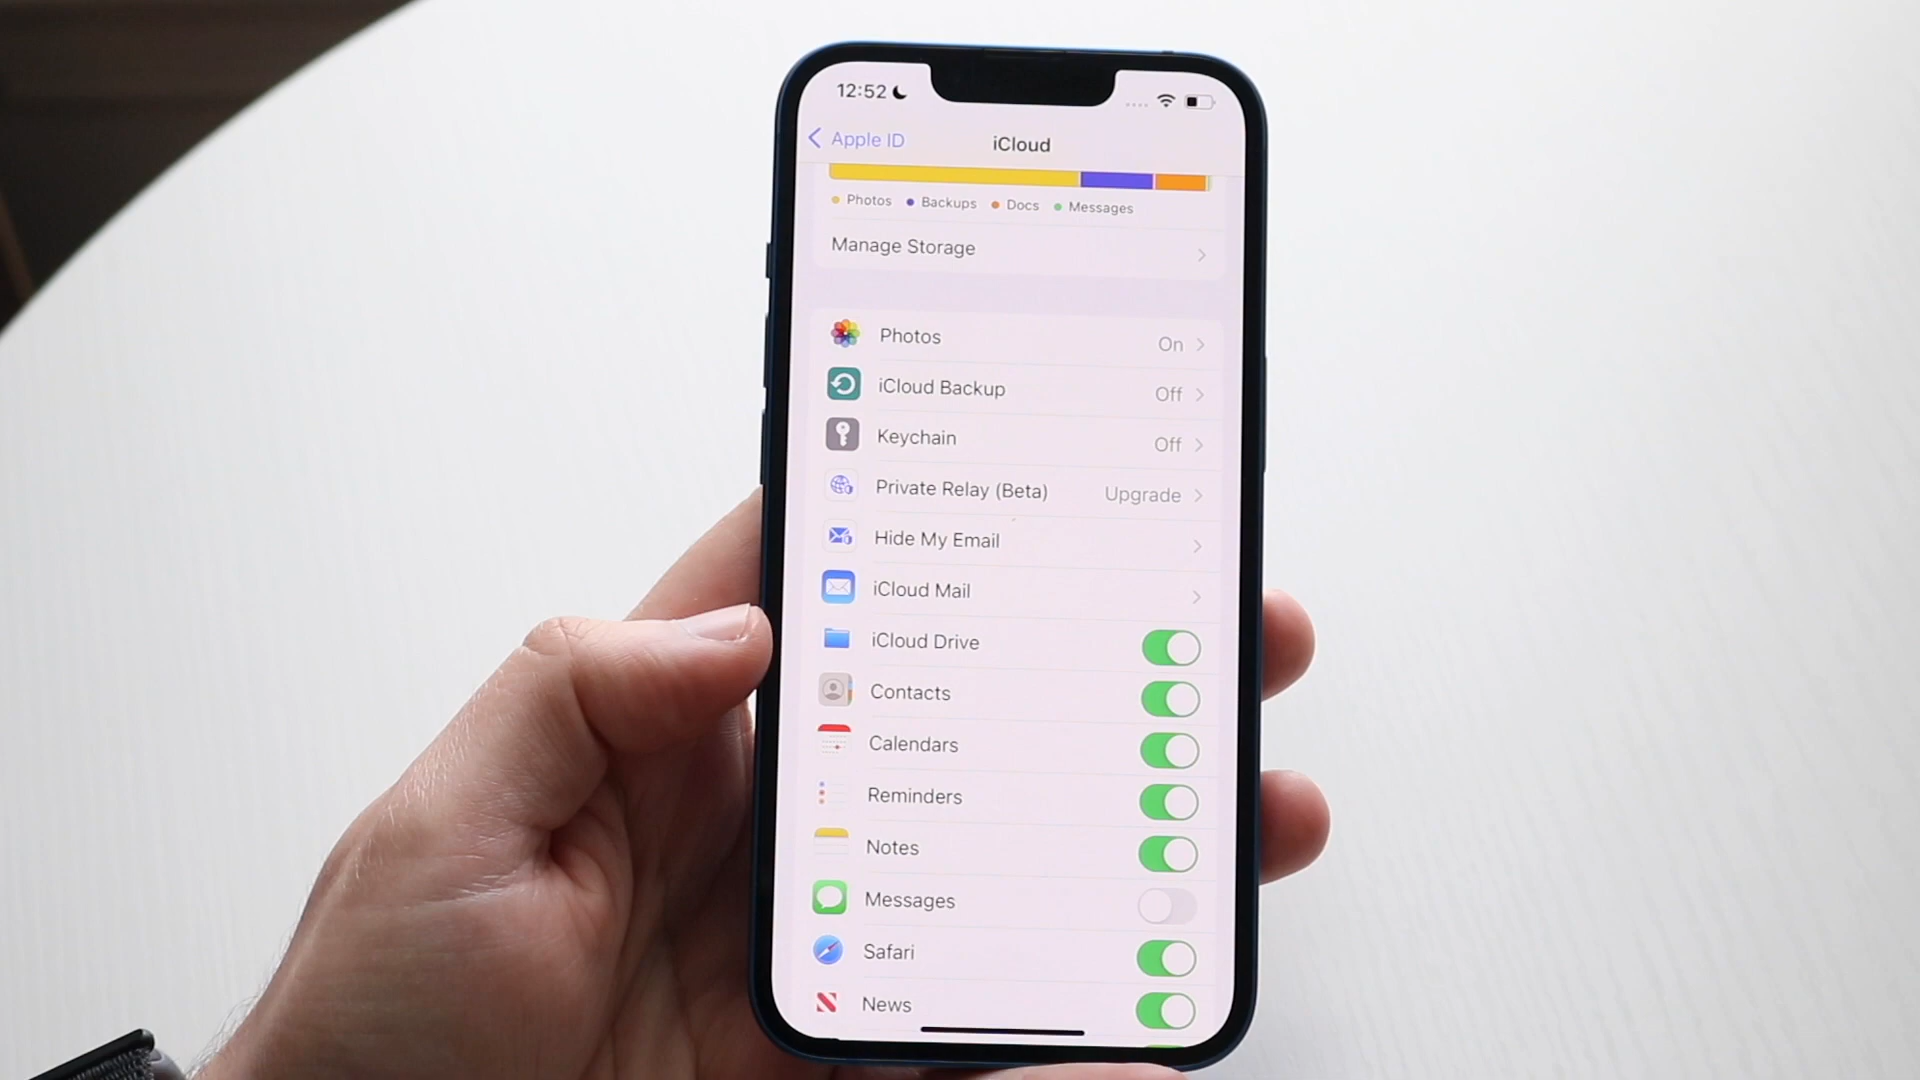 12:52
Apple ID iCloud
Photos Backups Docs Messages
Manage Storage
Photos On
iCloud Backup Off
Keychain Off
Private Relay (Beta) Upgrade
Hide My Email
iCloud Mail
iCloud Drive
Contacts
Calendars
Reminders
Notes
Messages
Safari
News